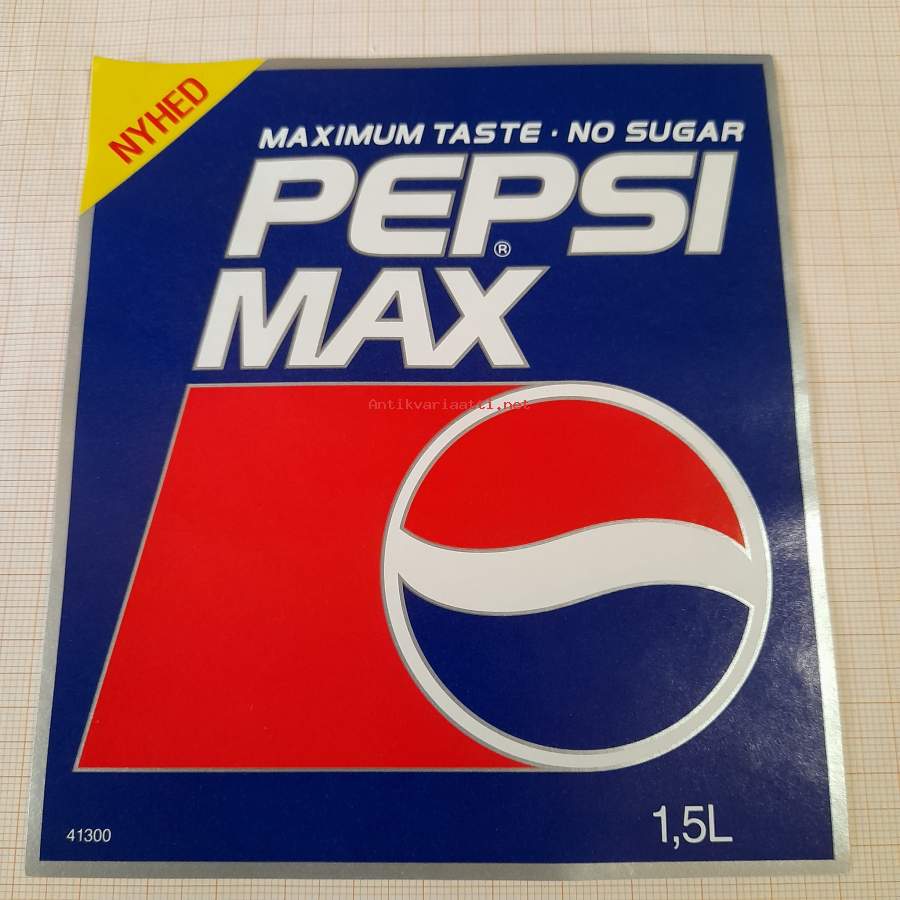 NYHED
MAXIMUM TASTE · NO SUGAR
PEPSI
®
MAX
Antikvariaatti.net
41300
1,5L